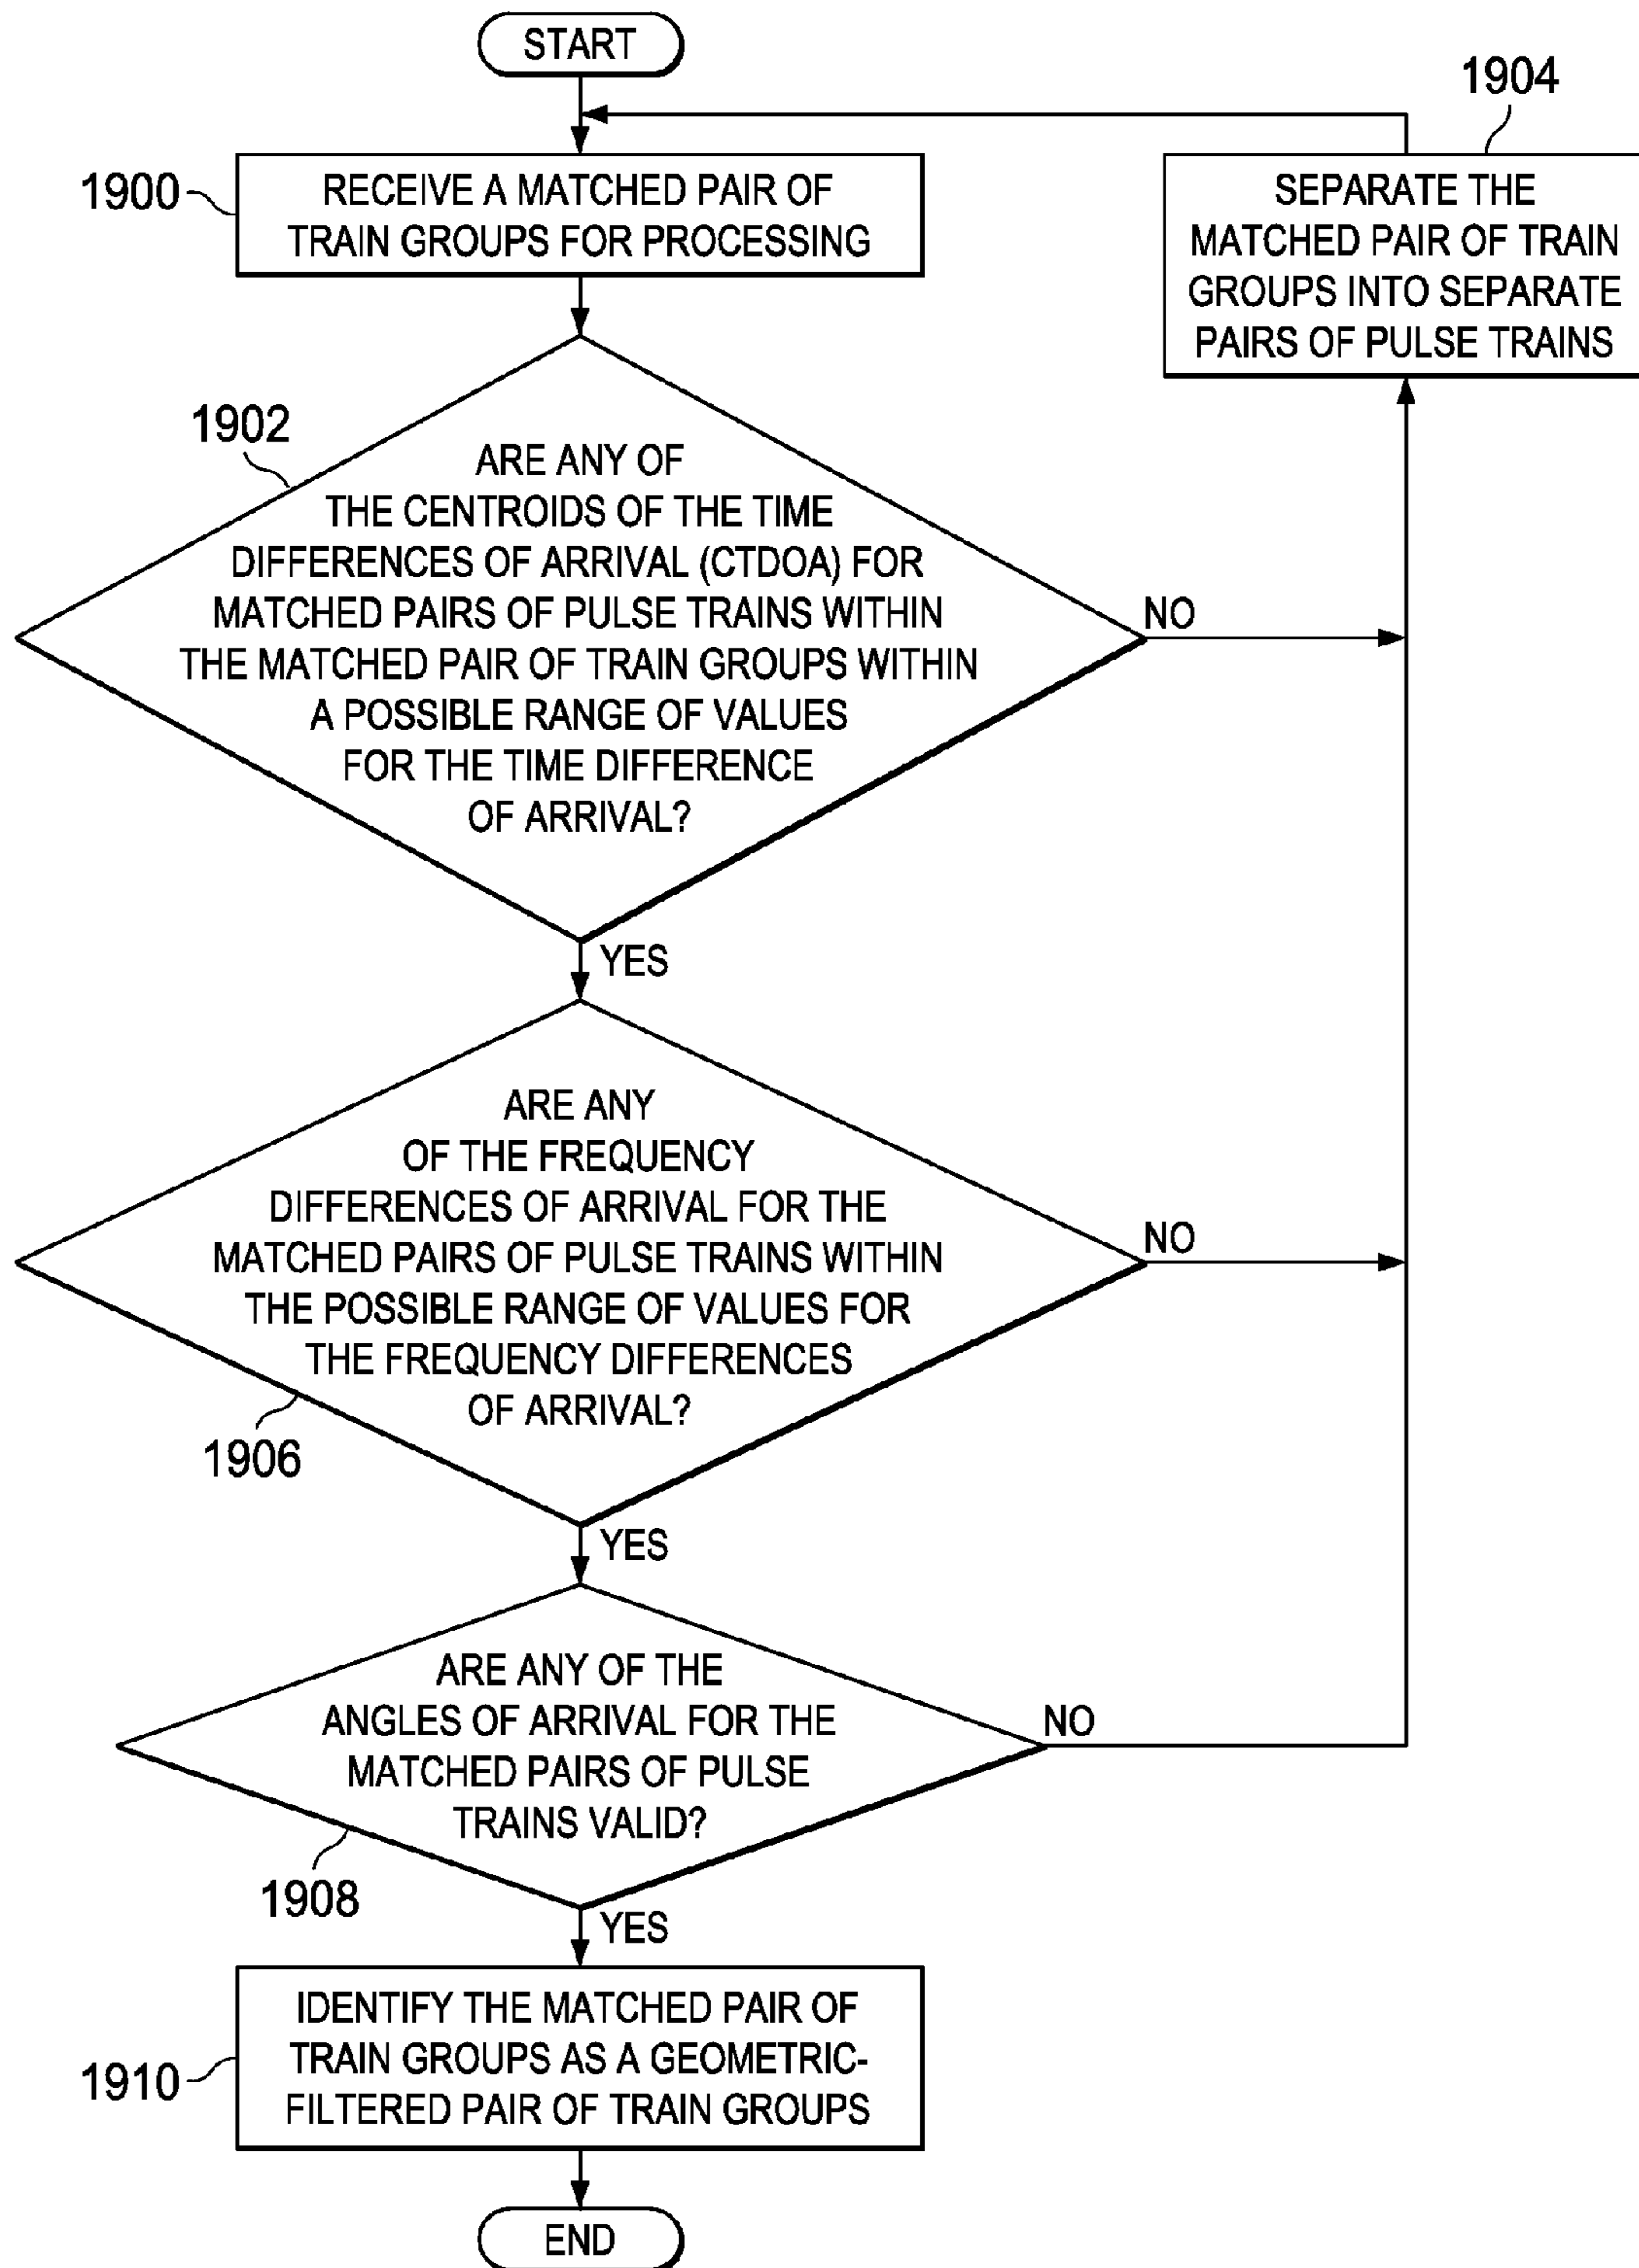 START
1904
1900
RECEIVE A MATCHED PAIR OF
TRAIN GROUPS FOR PROCESSING
SEPARATE THE
MATCHED PAIR OF TRAIN
GROUPS INTO SEPARATE
PAIRS OF PULSE TRAINS
1902
ARE ANY OF
THE CENTROIDS OF THE TIME
DIFFERENCES OF ARRIVAL (CTDOA) FOR
MATCHED PAIRS OF PULSE TRAINS WITHIN
THE MATCHED PAIR OF TRAIN GROUPS WITHIN
A POSSIBLE RANGE OF VALUES
FOR THE TIME DIFFERENCE
OF ARRIVAL?
NO
YES
ARE ANY
OF THE FREQUENCY
DIFFERENCES OF ARRIVAL FOR THE
MATCHED PAIRS OF PULSE TRAINS WITHIN
THE POSSIBLE RANGE OF VALUES FOR
THE FREQUENCY DIFFERENCES
OF ARRIVAL?
NO
1906
YES
ARE ANY OF THE
ANGLES OF ARRIVAL FOR THE
MATCHED PAIRS OF PULSE
TRAINS VALID?
NO
1908
YES
IDENTIFY THE MATCHED PAIR OF
TRAIN GROUPS AS A GEOMETRIC-
FILTERED PAIR OF TRAIN GROUPS
1910
END